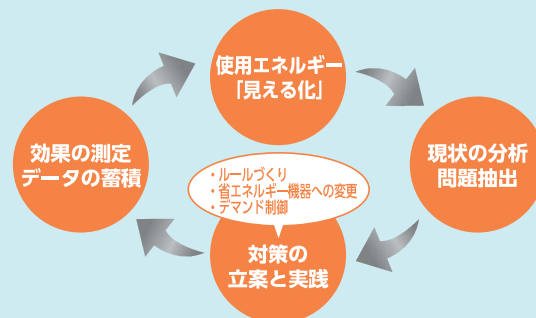 使用エネルギー
「見える化」
現状の分析
問題抽出
・ルールづくり
・省エネルギー機器への変更
・デマンド制御
対策の
立案と実践
効果の測定
データの蓄積